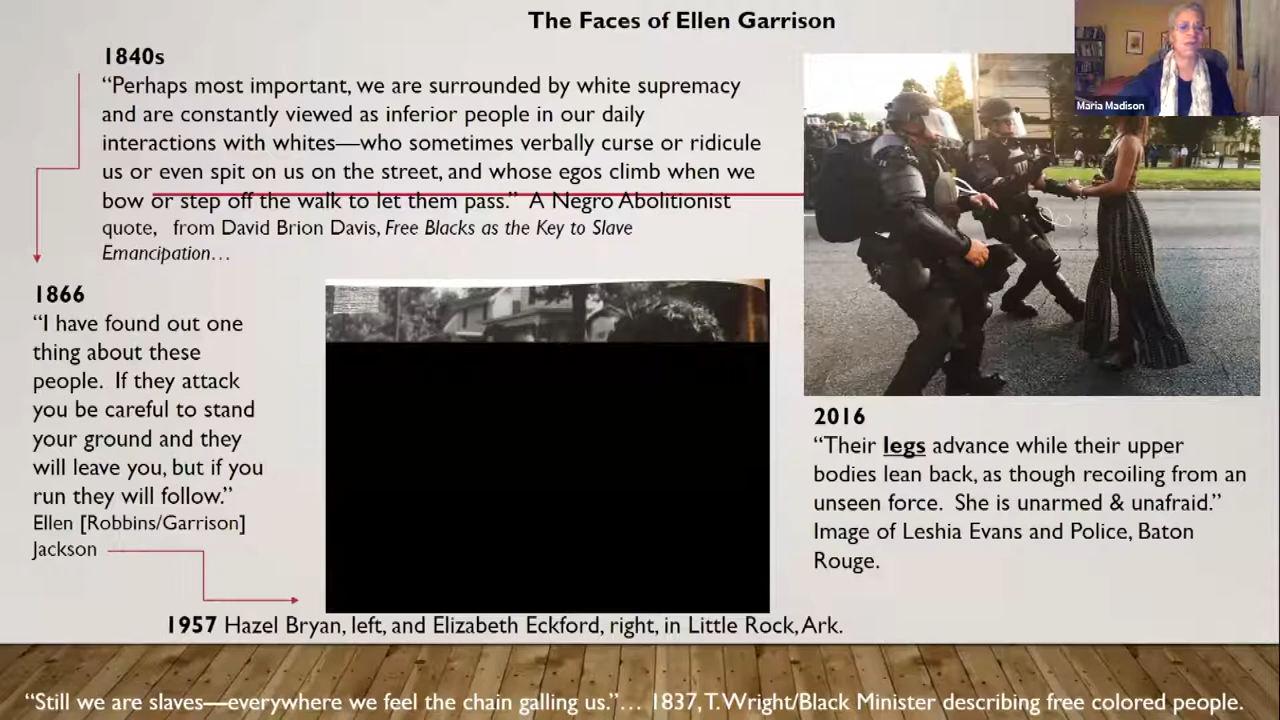 The Faces of Ellen Garrison
Maria Madison
1840s
“Perhaps most important, we are surrounded by white supremacy
and are constantly viewed as inferior people in our daily
interactions with whites—who sometimes verbally curse or ridicule
us or even spit on us on the street, and whose egos climb when we
bow or step off the walk to let them pass.” A Negro Abolitionist
quote, from David Brion Davis, Free Blacks as the Key to Slave
Emancipation…
1866
“I have found out one
thing about these
people. If they attack
you be careful to stand
your ground and they
will leave you, but if you
run they will follow.”
Ellen [Robbins/Garrison]
Jackson
1957 Hazel Bryan, left, and Elizabeth Eckford, right, in Little Rock, Ark.
2016
“Their legs advance while their upper
bodies lean back, as though recoiling from an
unseen force. She is unarmed & unafraid.”
Image of Leshia Evans and Police, Baton
Rouge.
“Still we are slaves—everywhere we feel the chain galling us.”… 1837, T. Wright/Black Minister describing free colored people.